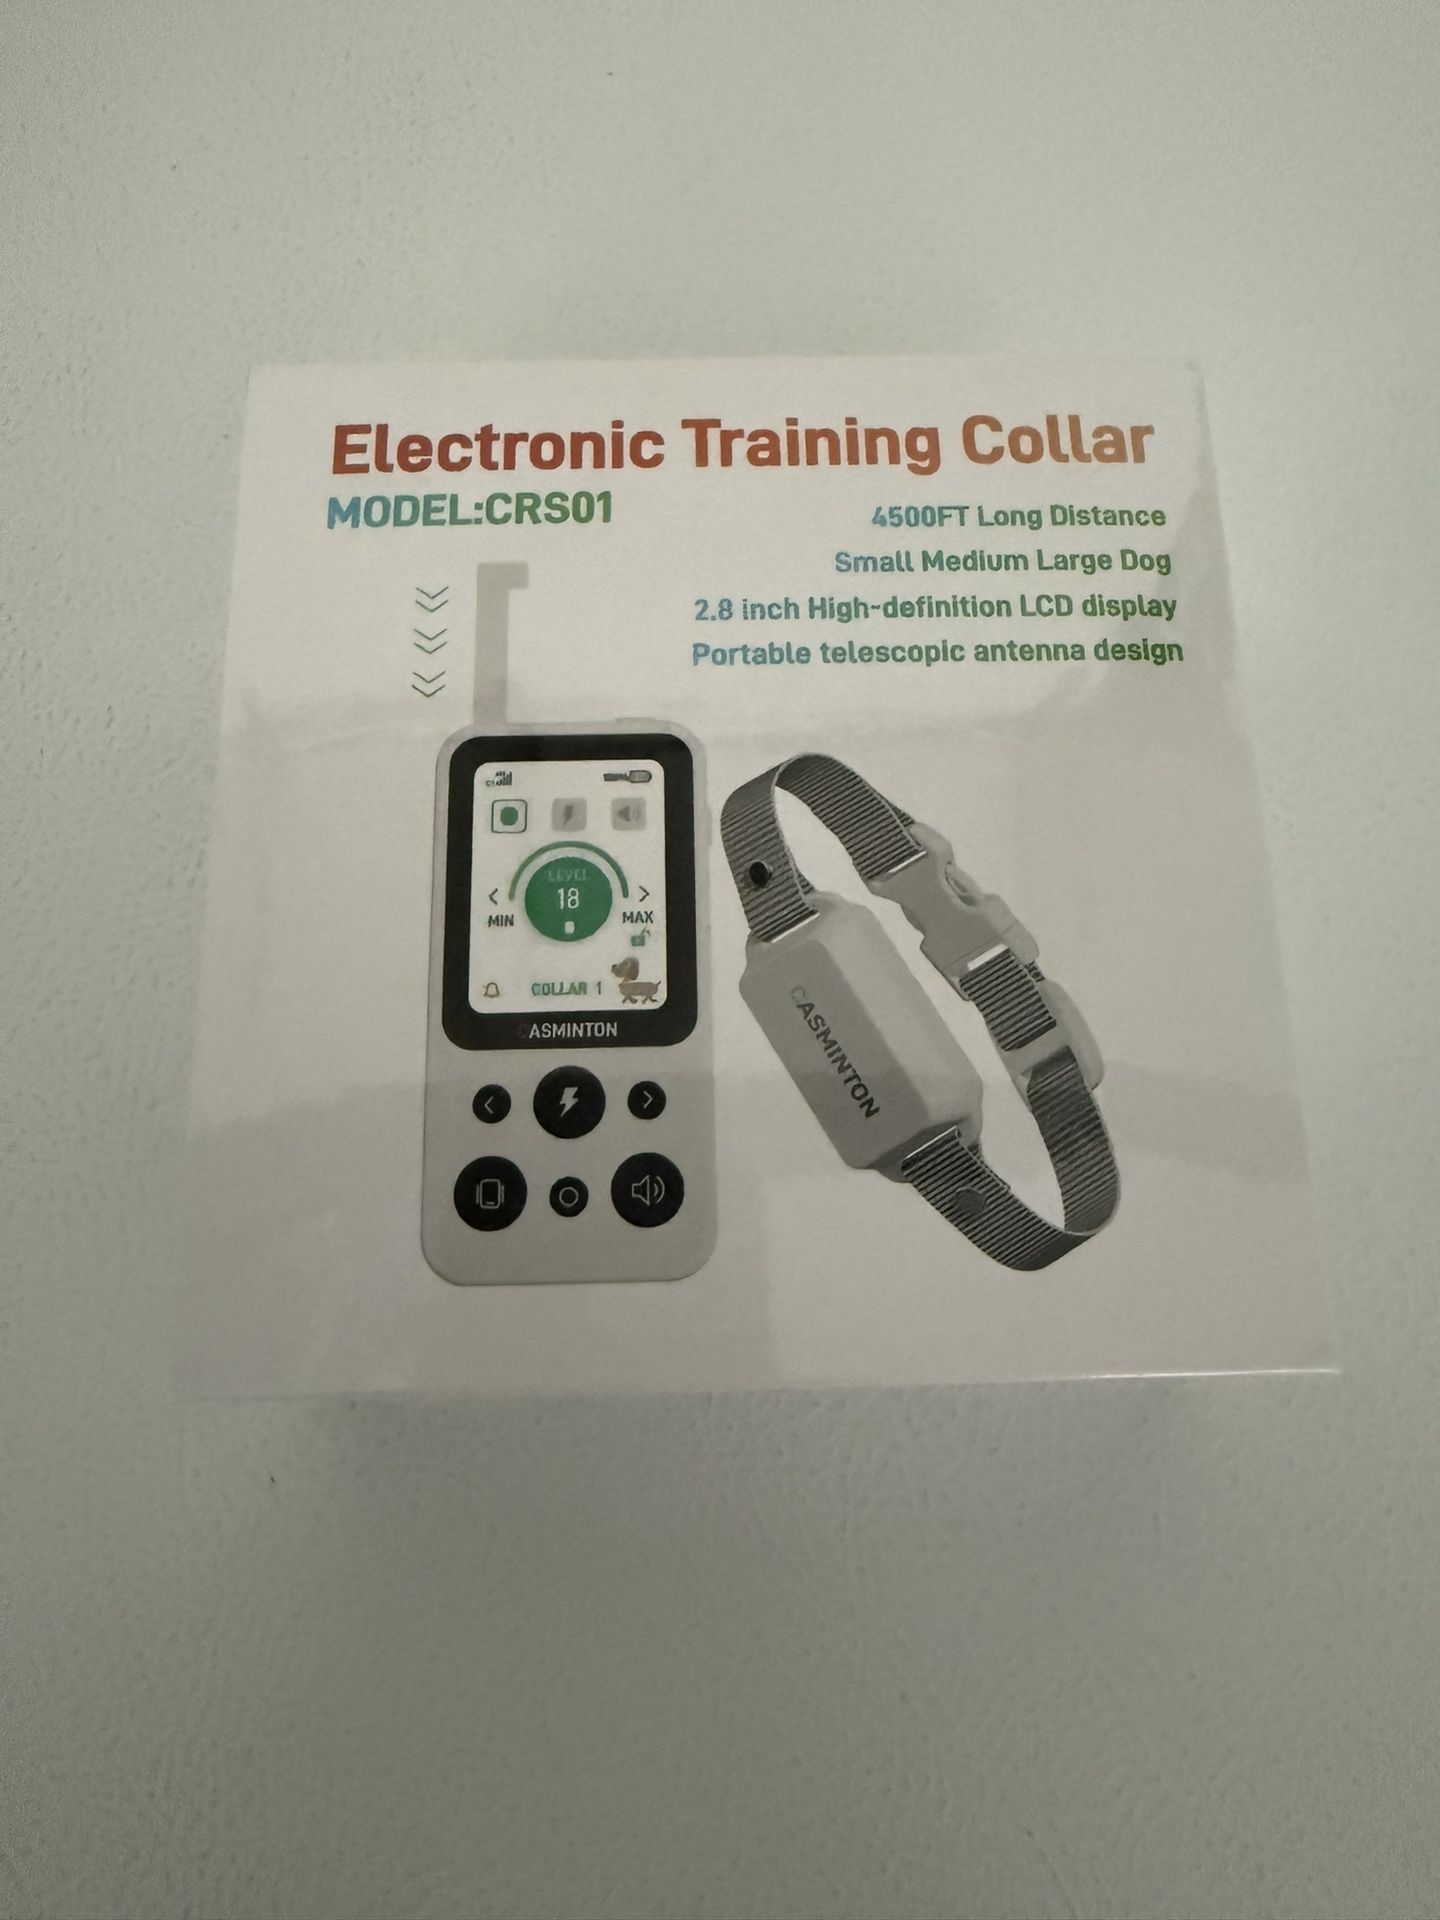 Electronic Training Collar
MODEL:CRS01
4500FT Long Distance
Small Medium Large Dog
2.8 inch High-definition LCD display
Portable telescopic antenna design
LEVEL
18
MIN
MAX
COLLAR 1
CASMINTON
CASMINTON